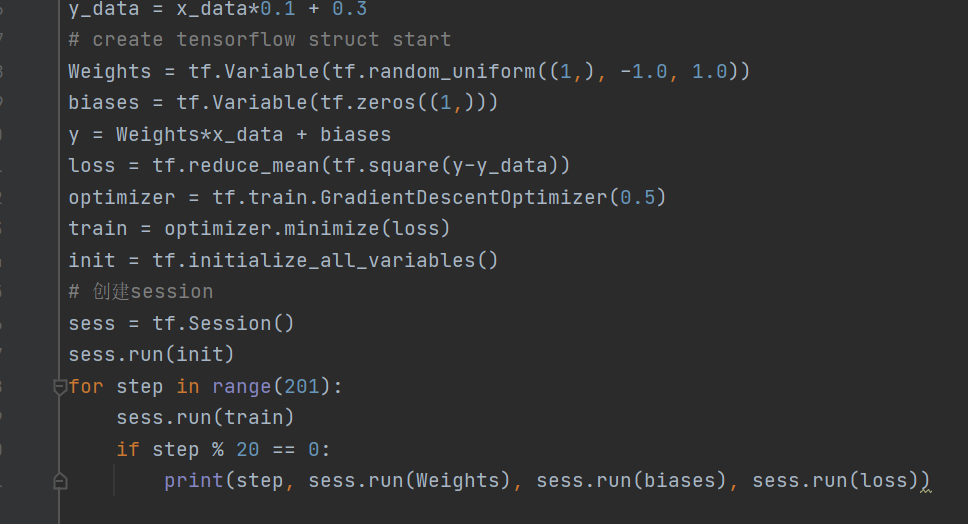 y_data = x_data*0.1 + 0.3
# create tensorflow struct start
Weights = tf.Variable(tf.random_uniform((1,), -1.0, 1.0))
biases = tf.Variable(tf.zeros((1,)))
y = Weights*x_data + biases
loss = tf.reduce_mean(tf.square(y-y_data))
optimizer = tf.train.GradientDescentOptimizer(0.5)
train = optimizer.minimize(loss)
init = tf.initialize_all_variables()
# 创建session
sess = tf.Session()
sess.run(init)
for step in range(201):
    sess.run(train)
    if step % 20 == 0:
        print(step, sess.run(Weights), sess.run(biases), sess.run(loss))